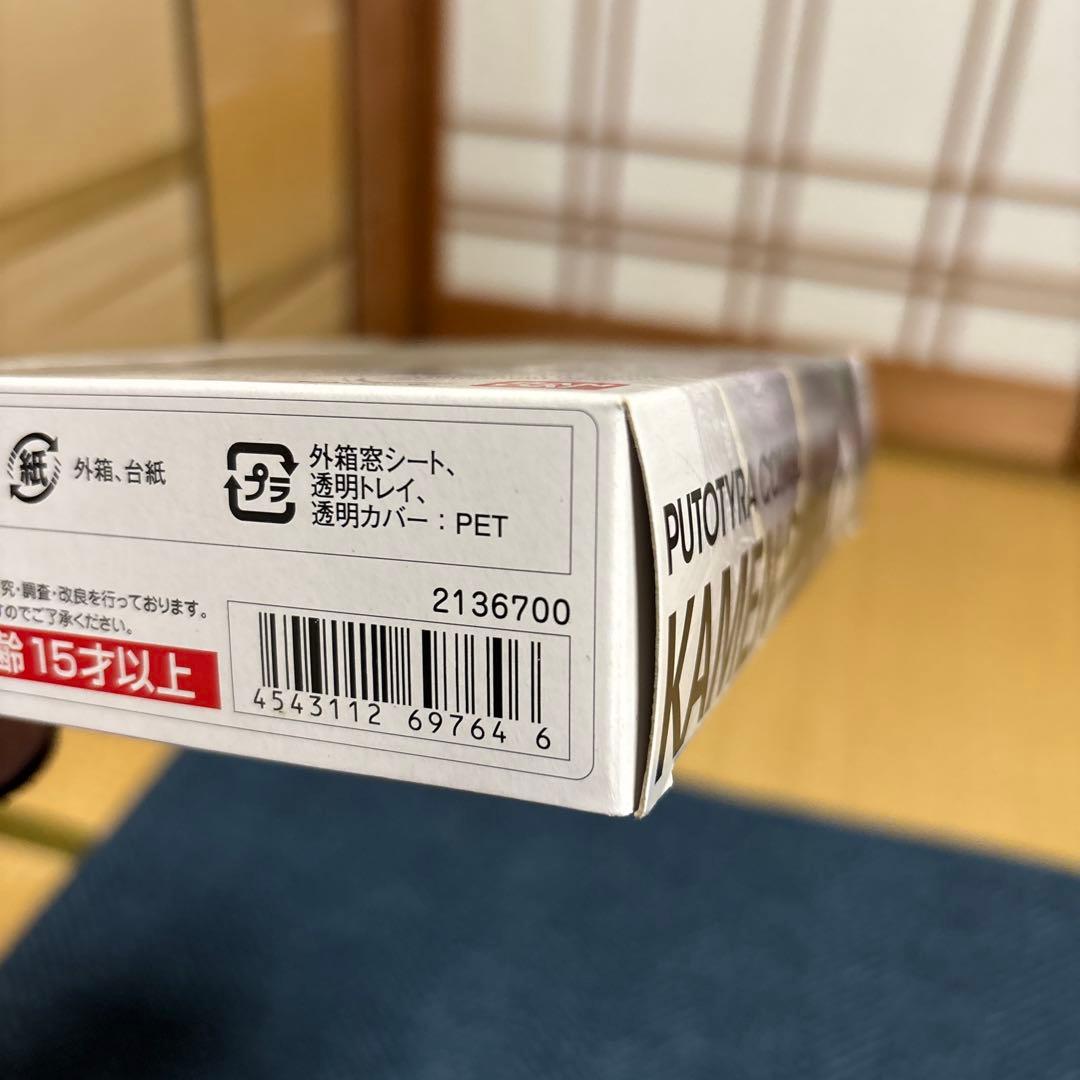 紙
外箱、台紙
プラ
外箱窓シート、
透明トレイ、
透明カバー：PET
究・調査・改良を行っております。
すのでご了承ください。
齢15才以上
2136700
4543112 69764 6
PUTOTYRA
KAME